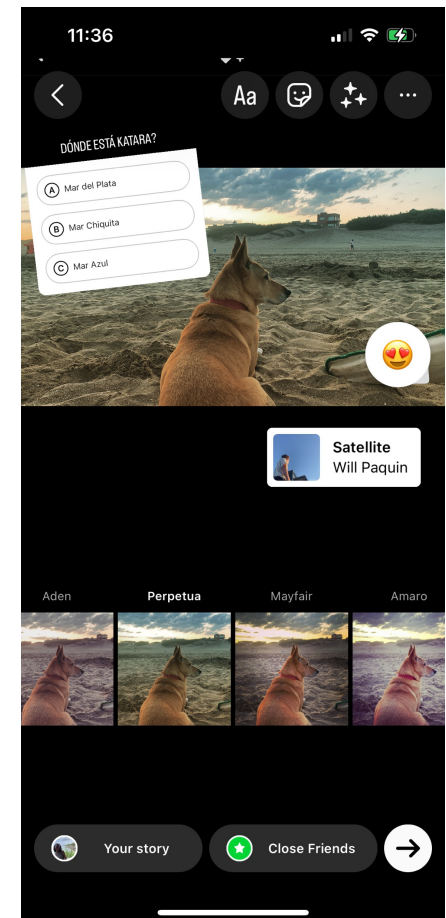 11:36
Aa
DÓNDE ESTÁ KATARA?
A Mar del Plata
B Mar Chiquita
C Mar Azul
Satellite
Will Paquin
Aden
Perpetua
Mayfair
Amaro
Your story
Close Friends